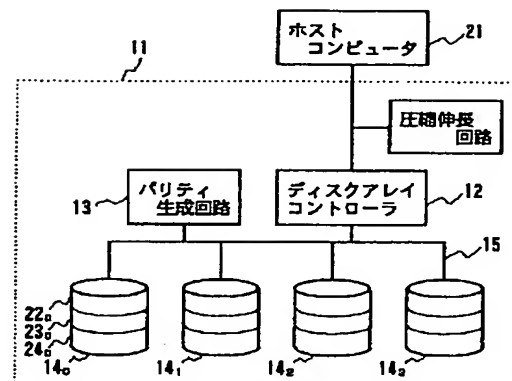 ホスト
コンピュータ
21
11
圧縮伸長
回路
パリティ
生成回路
13
ディスクアレイ
コントローラ
12
15
22₀
23₀
24₀
14₀
14₁
14₂
14₃